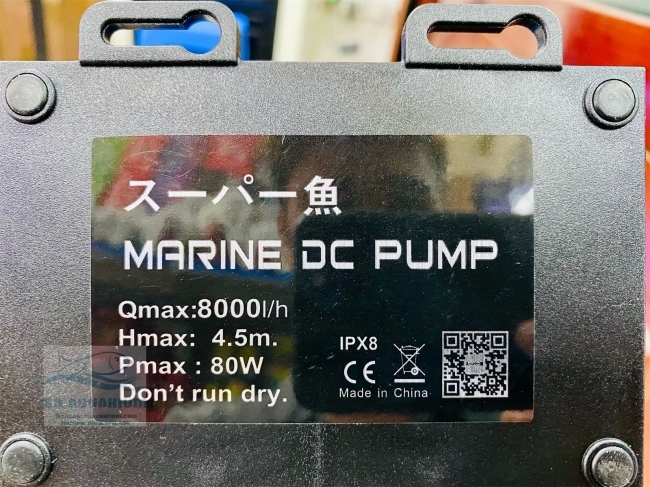 スーパー魚
MARINE DC PUMP
Qmax:8000l/h
Hmax: 4.5m.
Pmax : 80W
Don't run dry.
IPX8
CE
Made in China